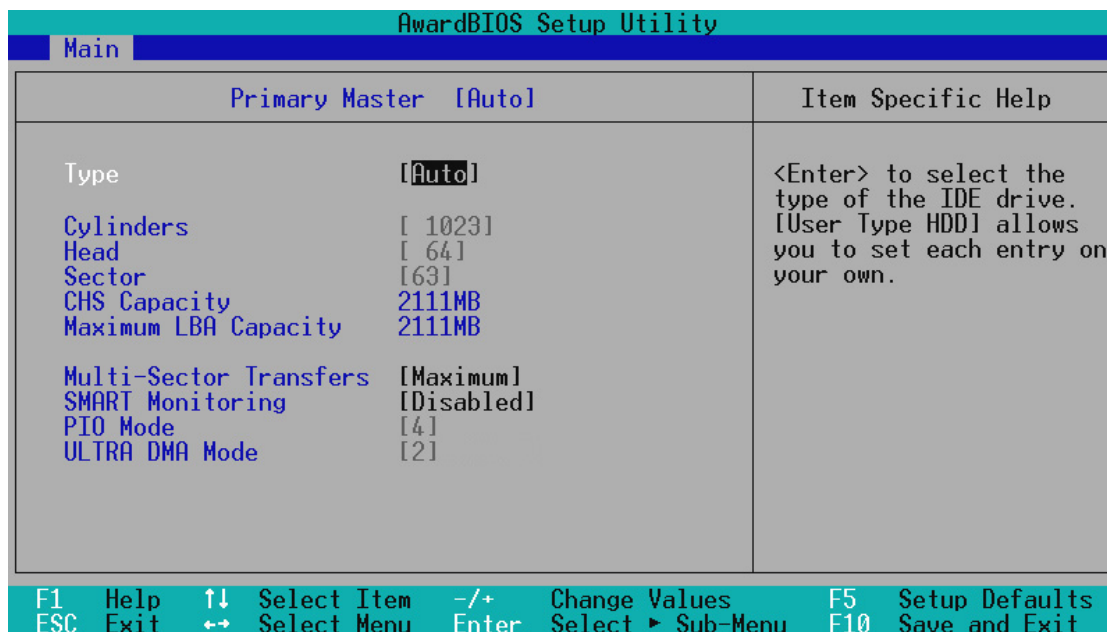 AwardBIOS Setup Utility
Main
Primary Master [Auto]
Item Specific Help
Type [Auto]
Cylinders [ 1023]
Head [ 64]
Sector [63]
CHS Capacity 2111MB
Maximum LBA Capacity 2111MB
Multi-Sector Transfers [Maximum]
SMART Monitoring [Disabled]
PIO Mode [4]
ULTRA DMA Mode [2]
<Enter> to select the
type of the IDE drive.
[User Type HDD] allows
you to set each entry on
your own.
F1 Help ↑↓ Select Item -/+ Change Values F5 Setup Defaults
ESC Exit ←→ Select Menu Enter Select ► Sub-Menu F10 Save and Exit